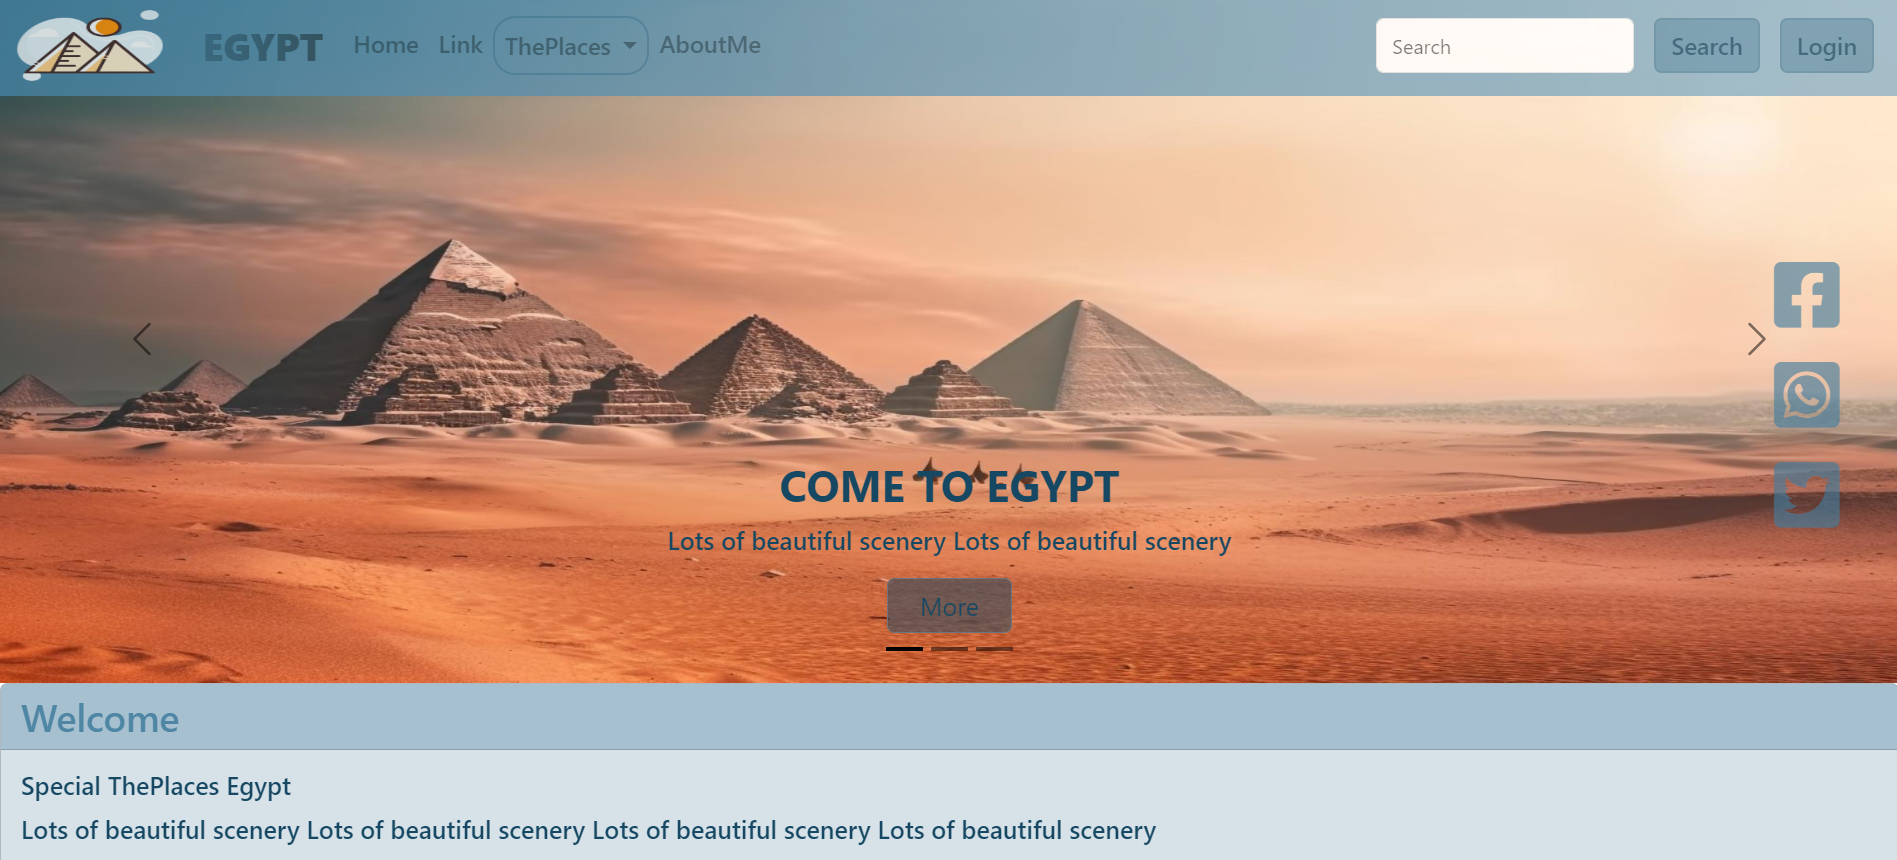 EGYPT Home Link ThePlaces AboutMe Search Search Login
COME TO EGYPT
Lots of beautiful scenery Lots of beautiful scenery
More
Welcome
Special ThePlaces Egypt
Lots of beautiful scenery Lots of beautiful scenery Lots of beautiful scenery Lots of beautiful scenery